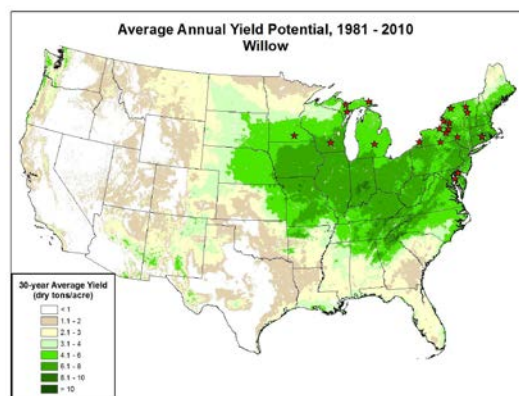 Average Annual Yield Potential, 1981 - 2010
Willow
30-year Average Yield
(dry tons/acre)
< 1
1.1 - 2
2.1 - 3
3.1 - 4
4.1 - 6
6.1 - 8
8.1 - 10
> 10